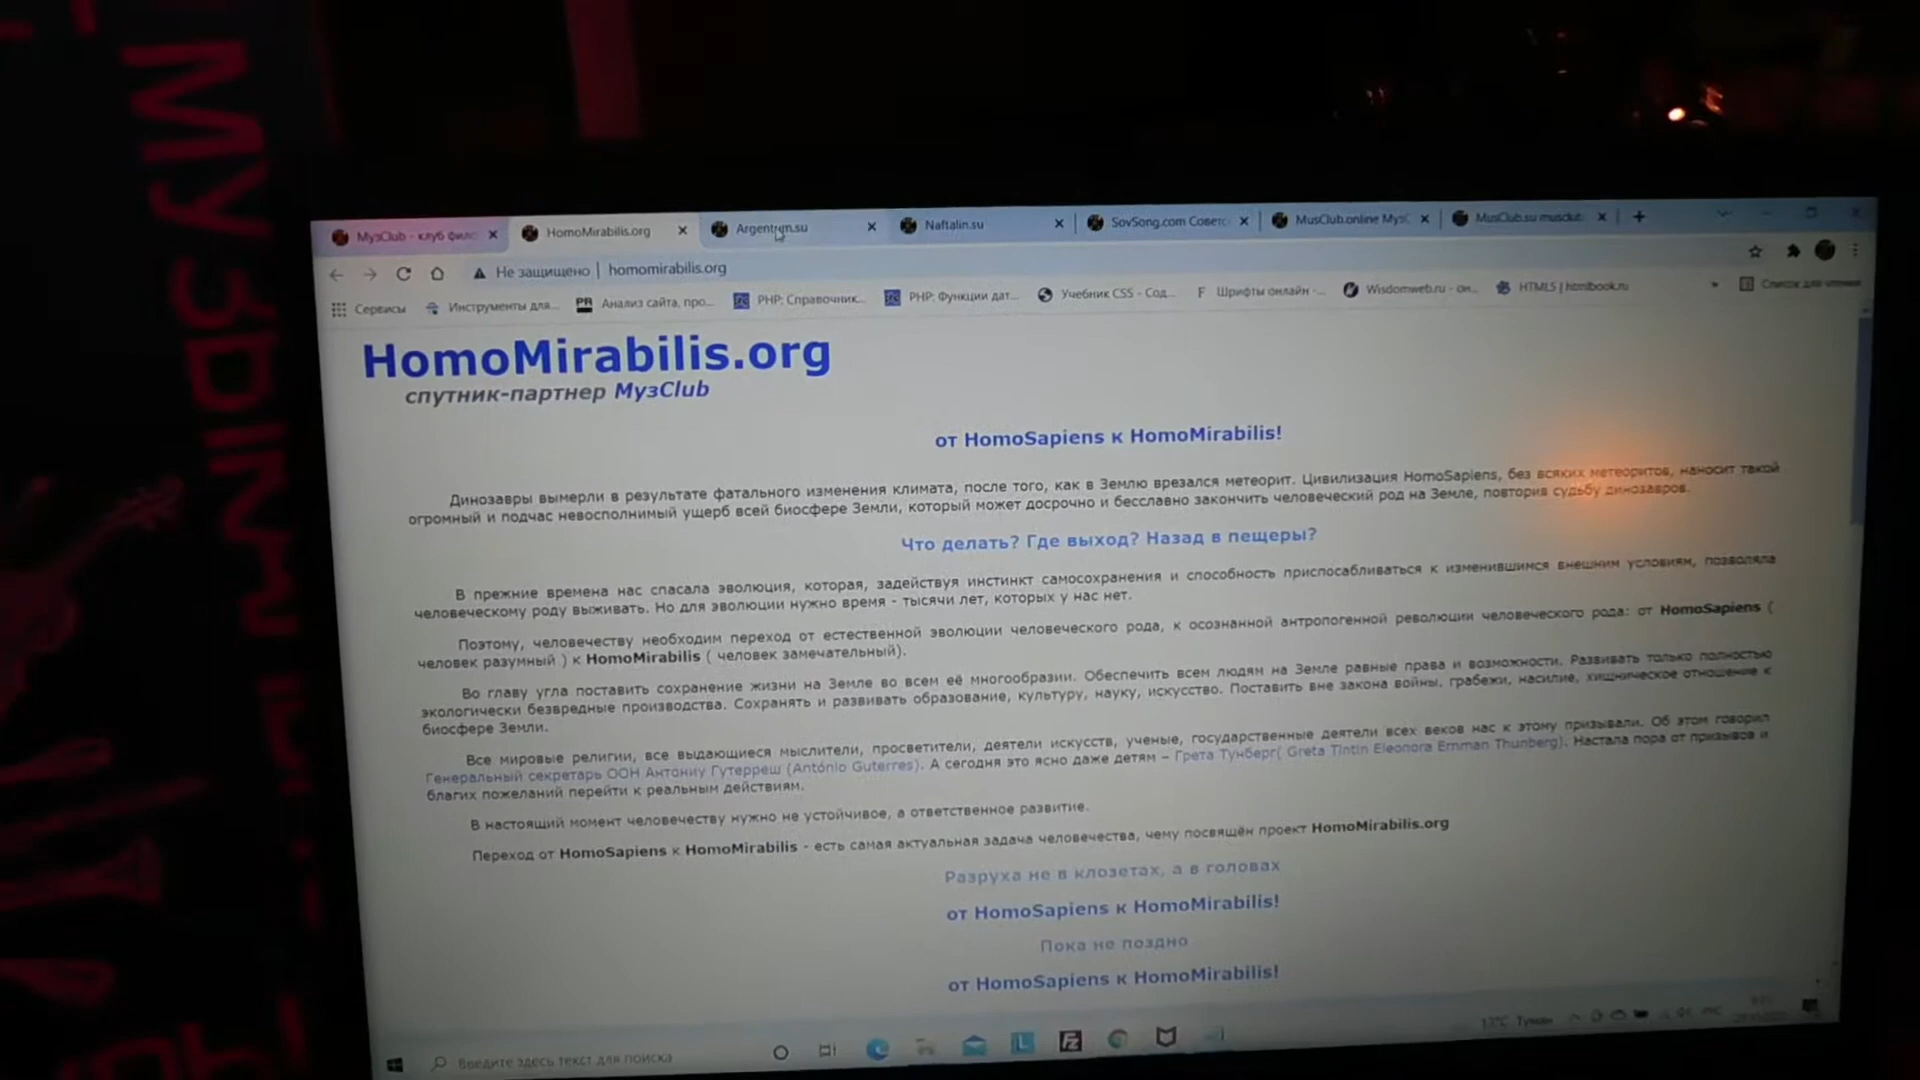 МузClub - клуб фило
HomoMirabilis.org
Argentum.su
Naftalin.su
SovSong.com Советс
MusClub.online МузC
MusClub.su musclub
Не защищено | homomirabilis.org
Сервисы
Инструменты для...
Анализ сайта, про...
PHP: Справочник...
PHP: Функции дат...
Учебник CSS - Сод...
Шрифты онлайн -...
Wisdomweb.ru - он...
HTML5 | htmlbook.ru
Список для чтения
HomoMirabilis.org
спутник-партнер МузClub
от HomoSapiens к HomoMirabilis!
Динозавры вымерли в результате фатального изменения климата, после того, как в Землю врезался метеорит. Цивилизация HomoSapiens, без всяких метеоритов, наносит такой
огромный и подчас невосполнимый ущерб всей биосфере Земли, который может досрочно и бесславно закончить человеческий род на Земле, повторив судьбу динозавров.
Что делать? Где выход? Назад в пещеры?
В прежние времена нас спасала эволюция, которая, задействуя инстинкт самосохранения и способность приспосабливаться к изменившимся внешним условиям, позволяла
человеческому роду выживать. Но для эволюции нужно время - тысячи лет, которых у нас нет.
Поэтому, человечеству необходим переход от естественной эволюции человеческого рода, к осознанной антропогенной революции человеческого рода: от HomoSapiens (
человек разумный ) к HomoMirabilis ( человек замечательный).
Во главу угла поставить сохранение жизни на Земле во всем её многообразии. Обеспечить всем людям на Земле равные права и возможности. Развивать только полностью
экологически безвредные производства. Сохранять и развивать образование, культуру, науку, искусство. Поставить вне закона войны, грабежи, насилие, хищническое отношение к
биосфере Земли.
Все мировые религии, все выдающиеся мыслители, просветители, деятели искусств, ученые, государственные деятели всех веков нас к этому призывали. Об этом говорил
Генеральный секретарь ООН Антониу Гутерреш (António Guterres). А сегодня это ясно даже детям – Грета Тунберг( Greta Tintin Eleonora Ernman Thunberg). Настала пора от призывов и
благих пожеланий перейти к реальным действиям.
В настоящий момент человечеству нужно не устойчивое, а ответственное развитие.
Переход от HomoSapiens к HomoMirabilis - есть самая актуальная задача человечества, чему посвящён проект HomoMirabilis.org
Разруха не в клозетах, а в головах
от HomoSapiens к HomoMirabilis!
Пока не поздно
от HomoSapiens к HomoMirabilis!
Введите здесь текст для поиска
13°C Туман